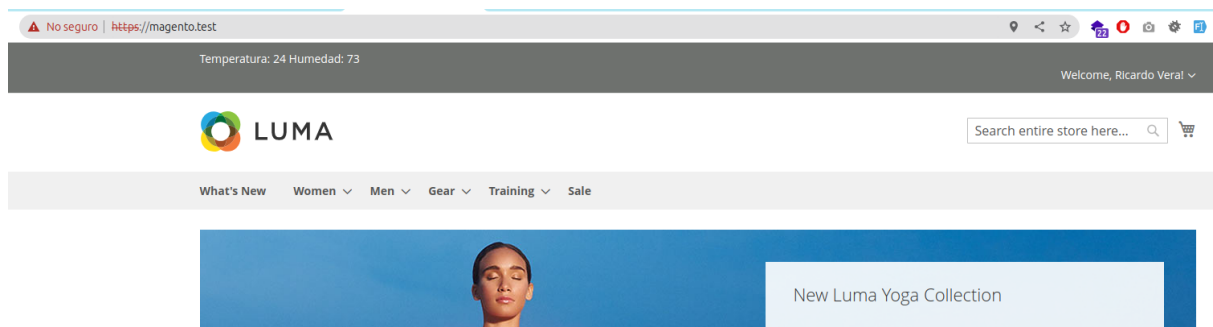 No seguro | https://magento.test
22
Temperatura: 24 Humedad: 73
Welcome, Ricardo Vera!
LUMA
Search entire store here...
What's New Women Men Gear Training Sale
New Luma Yoga Collection